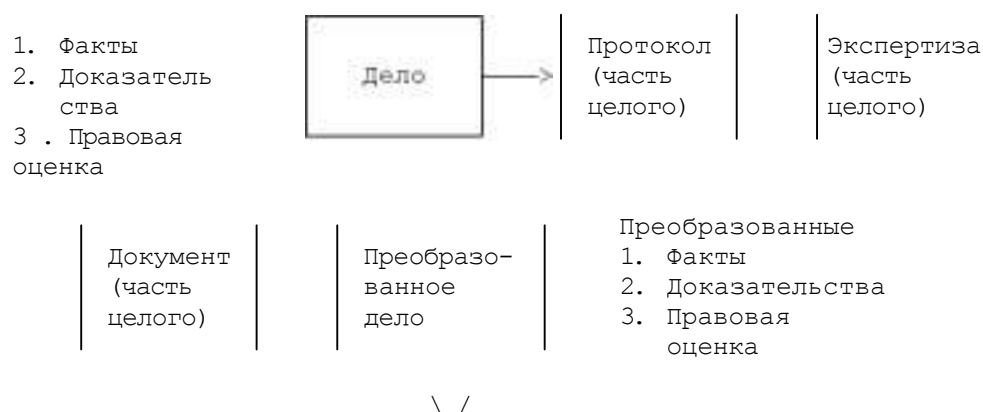 1. Факты
2. Доказатель
ства
3 . Правовая
оценка
Дело
Протокол
(часть
целого)
Экспертиза
(часть
целого)
Документ
(часть
целого)
Преобразо-
ванное
дело
Преобразованные
1. Факты
2. Доказательства
3. Правовая
оценка
\ /